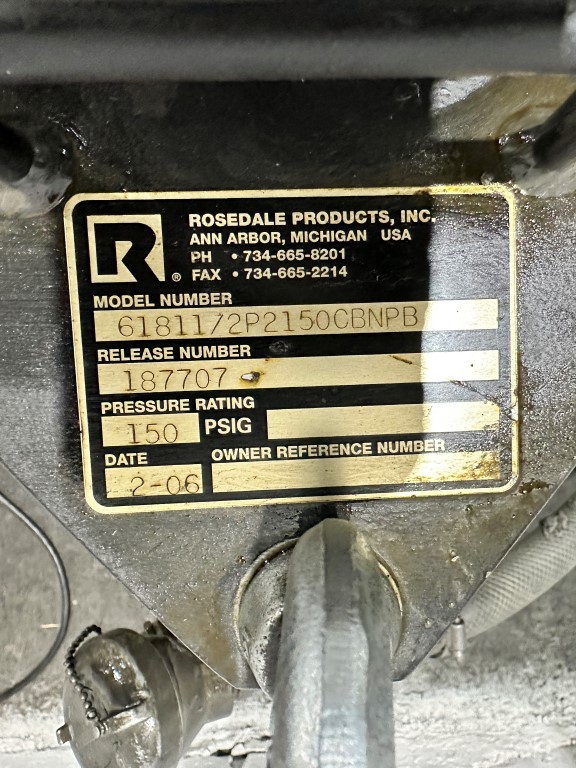 R ®
ROSEDALE PRODUCTS, INC.
ANN ARBOR, MICHIGAN USA
PH • 734-665-8201
FAX • 734-665-2214
MODEL NUMBER
61811/2P2150CBNPB
RELEASE NUMBER
187707
PRESSURE RATING
150 PSIG
DATE OWNER REFERENCE NUMBER
2-06